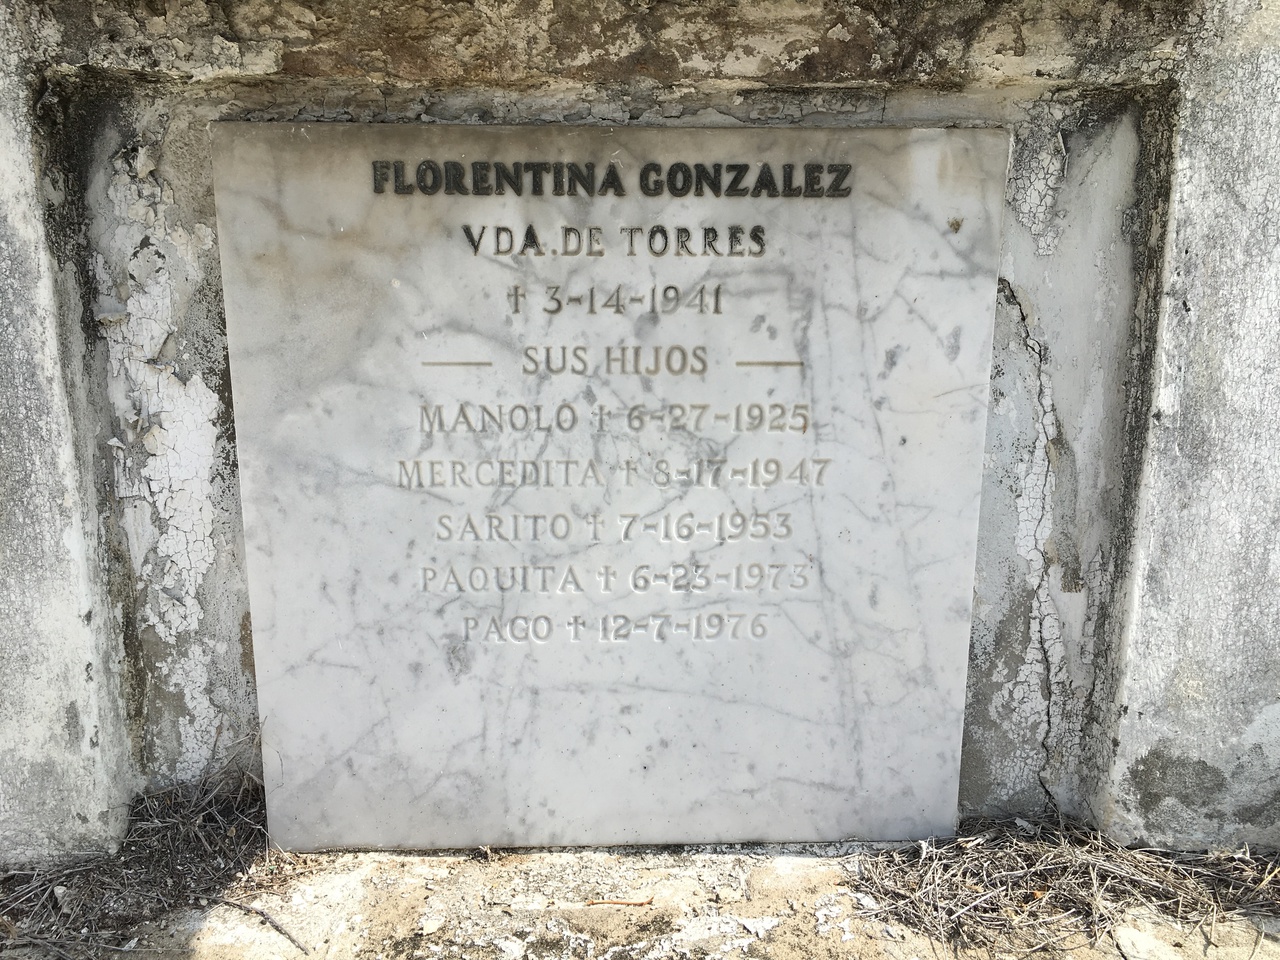 FLORENTINA GONZALEZ
VDA. DE TORRES
† 3-14-1941
— SUS HIJOS —
MANOLO † 6-27-1925
MERCEDITA † 8-17-1947
SARITO † 7-16-1953
PAQUITA † 6-23-1973
PACO † 12-7-1976